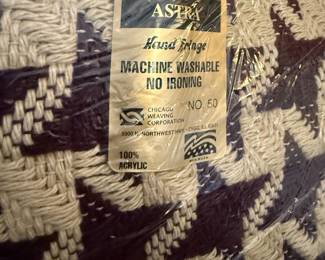 ASTRA
Hand Fringe
MACHINE WASHABLE
NO IRONING
CHICAGO
WEAVING
CORPORATION
NO. 50
100%
ACRYLIC